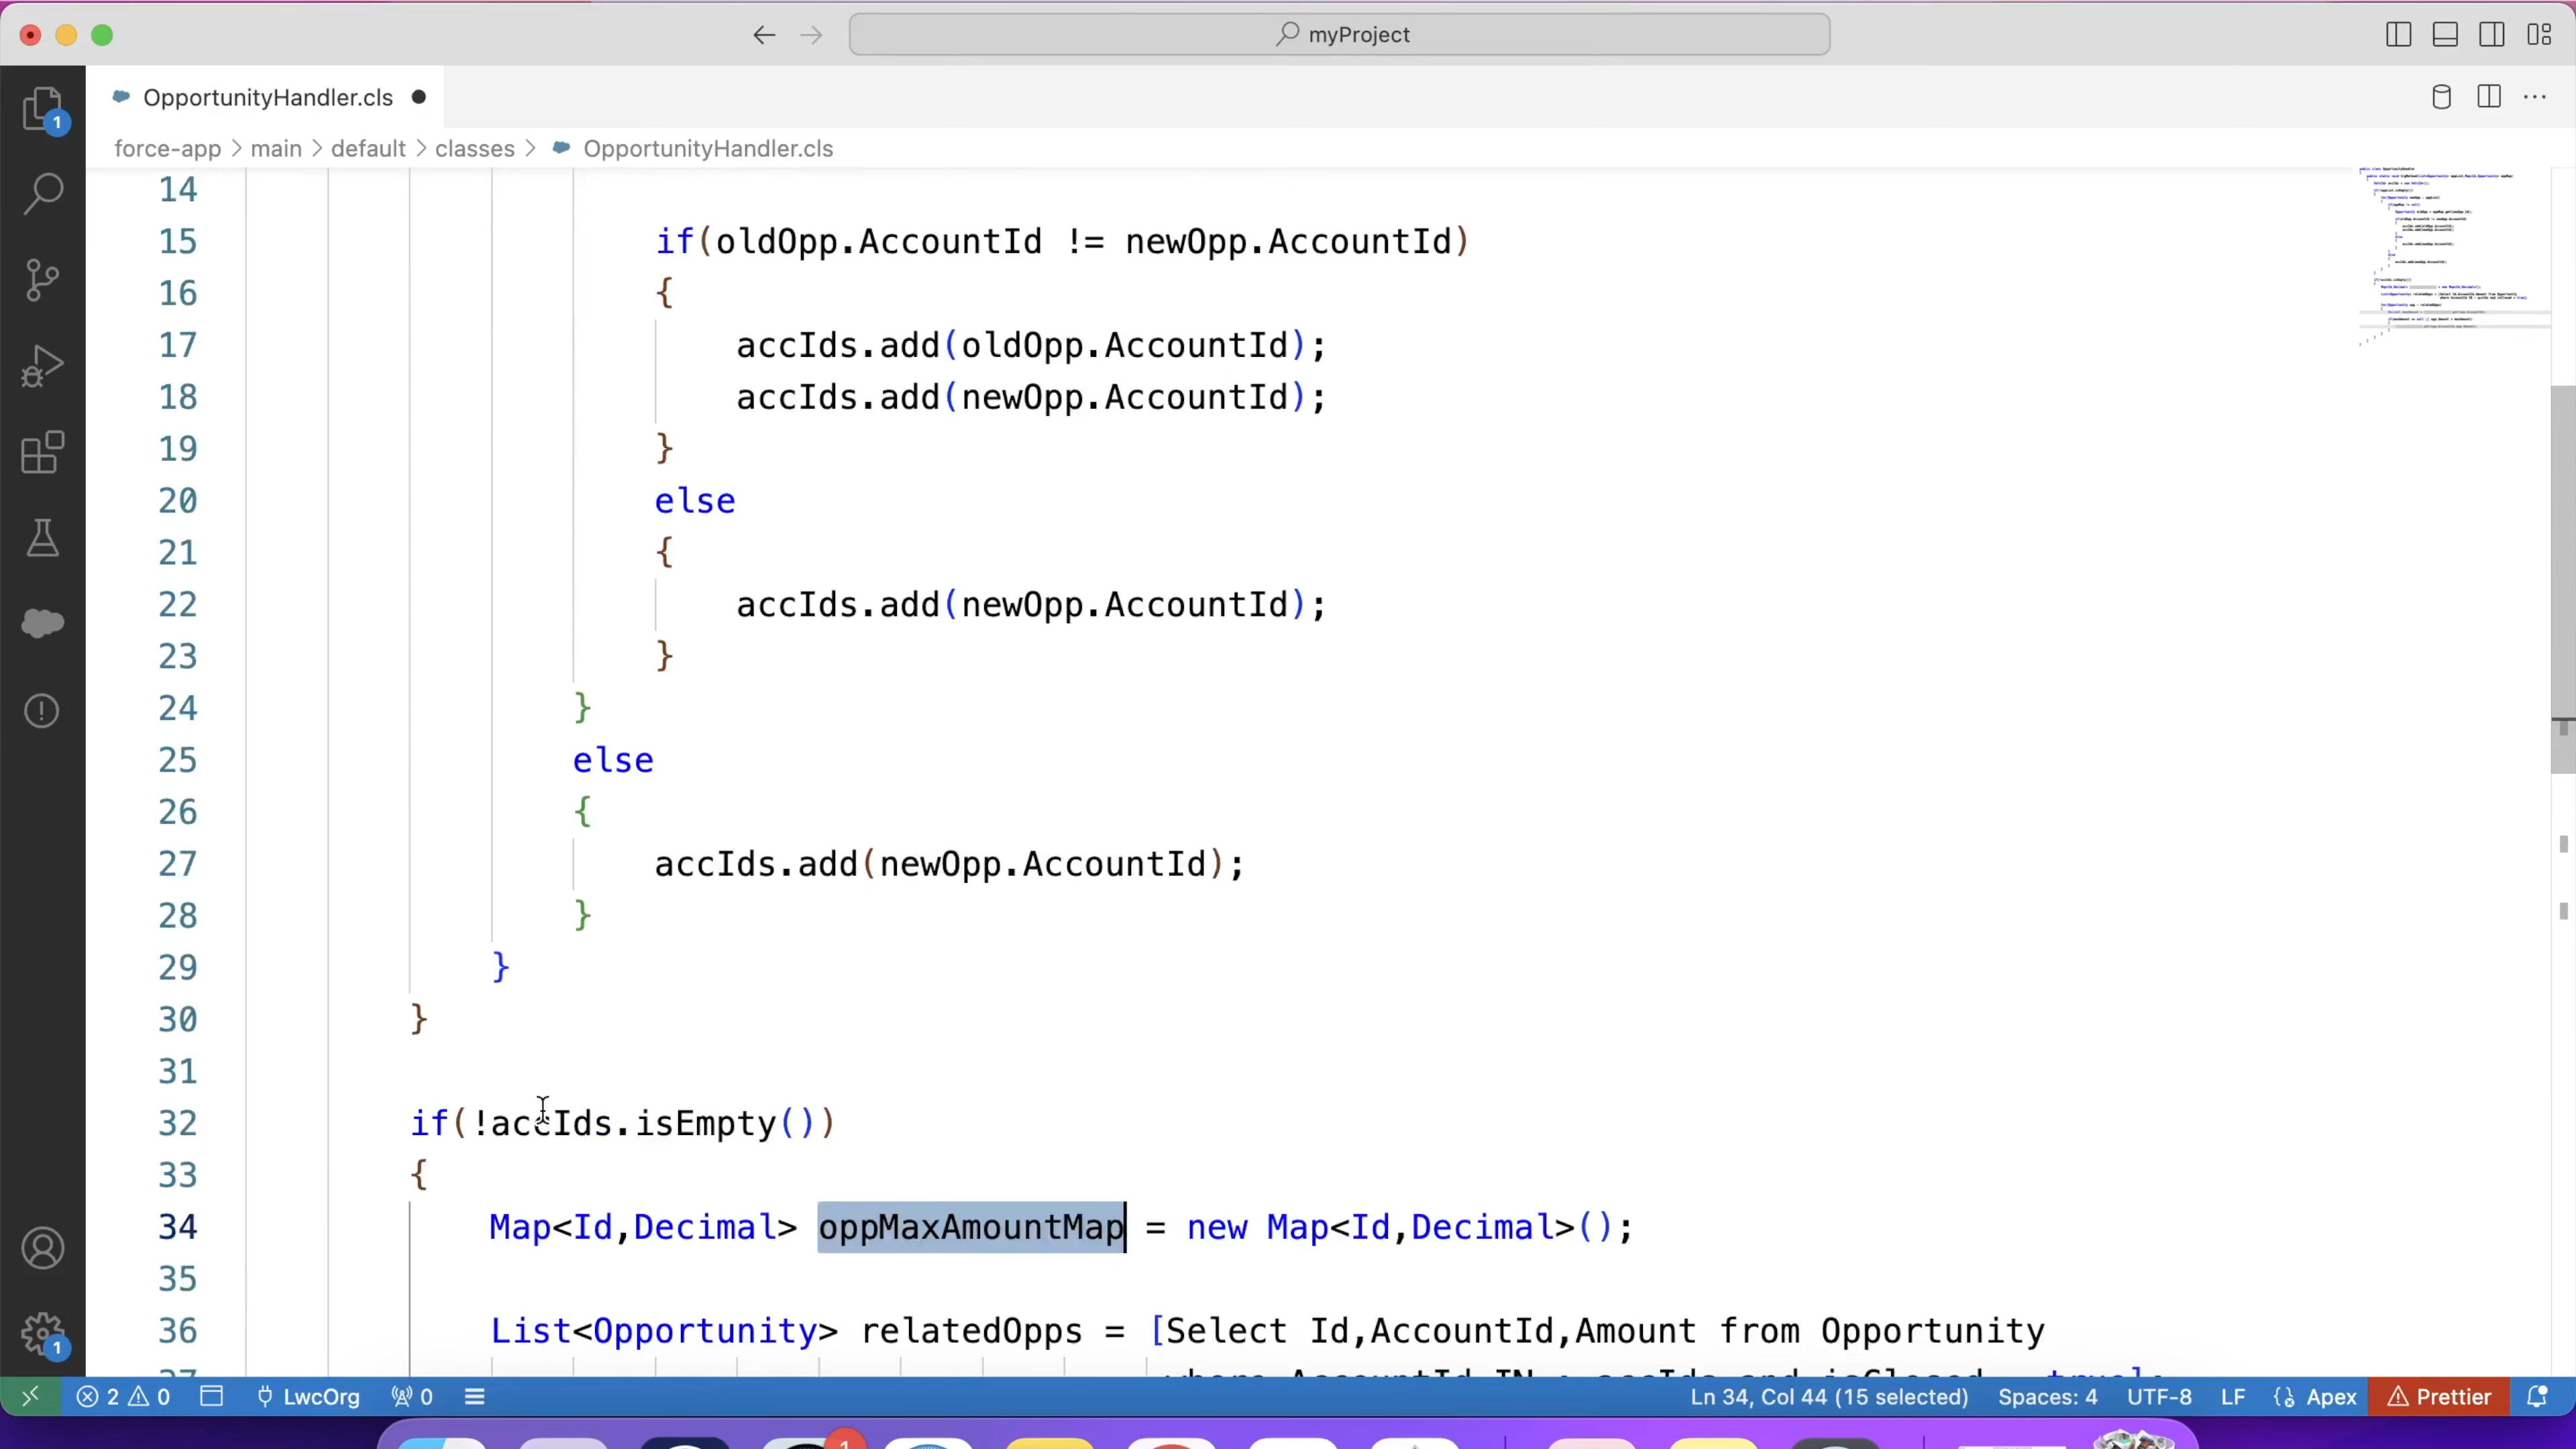 myProject
OpportunityHandler.cls
force-app > main > default > classes > OpportunityHandler.cls
14
15 if(oldOpp.AccountId != newOpp.AccountId)
16 {
17 accIds.add(oldOpp.AccountId);
18 accIds.add(newOpp.AccountId);
19 }
20 else
21 {
22 accIds.add(newOpp.AccountId);
23 }
24 }
25 else
26 {
27 accIds.add(newOpp.AccountId);
28 }
29 }
30 }
31
32 if(!accIds.isEmpty())
33 {
34 Map<Id,Decimal> oppMaxAmountMap = new Map<Id,Decimal>();
35
36 List<Opportunity> relatedOpps = [Select Id,AccountId,Amount from Opportunity
1
1
2 0 LwcOrg 0 Ln 34, Col 44 (15 selected) Spaces: 4 UTF-8 LF Apex Prettier